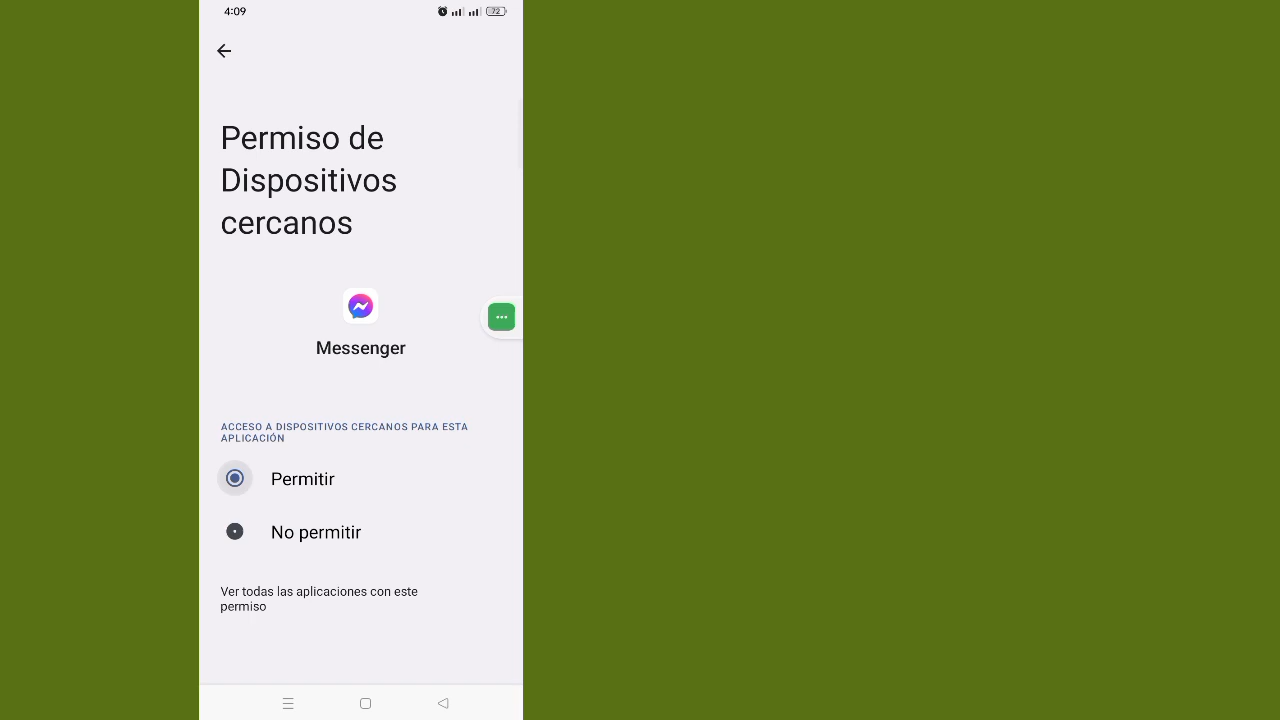 4:09
72
Permiso de
Dispositivos
cercanos
Messenger
ACCESO A DISPOSITIVOS CERCANOS PARA ESTA
APLICACIÓN
Permitir
No permitir
Ver todas las aplicaciones con este
permiso